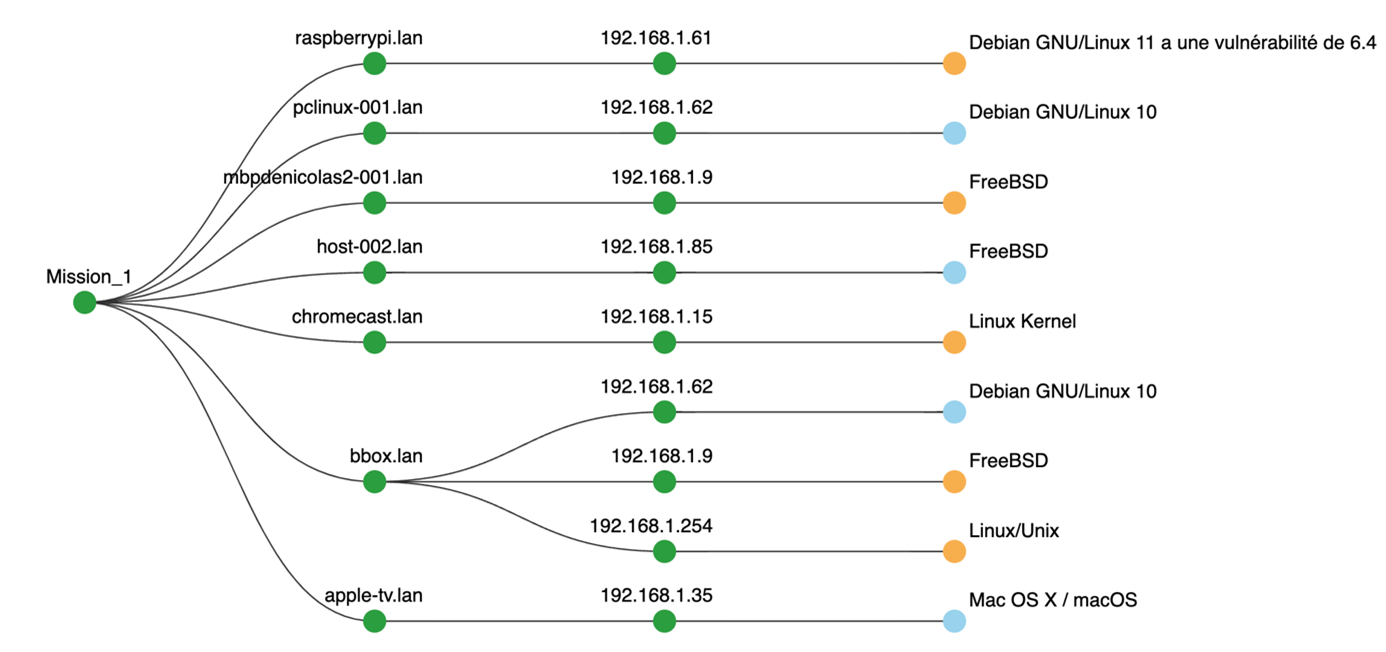 raspberrypi.lan 192.168.1.61 Debian GNU/Linux 11 a une vulnérabilité de 6.4
pclinux-001.lan 192.168.1.62 Debian GNU/Linux 10
mbpdenicolas2-001.lan 192.168.1.9 FreeBSD
host-002.lan 192.168.1.85 FreeBSD
Mission_1
chromecast.lan 192.168.1.15 Linux Kernel
192.168.1.62 Debian GNU/Linux 10
bbox.lan 192.168.1.9 FreeBSD
192.168.1.254 Linux/Unix
apple-tv.lan 192.168.1.35 Mac OS X / macOS